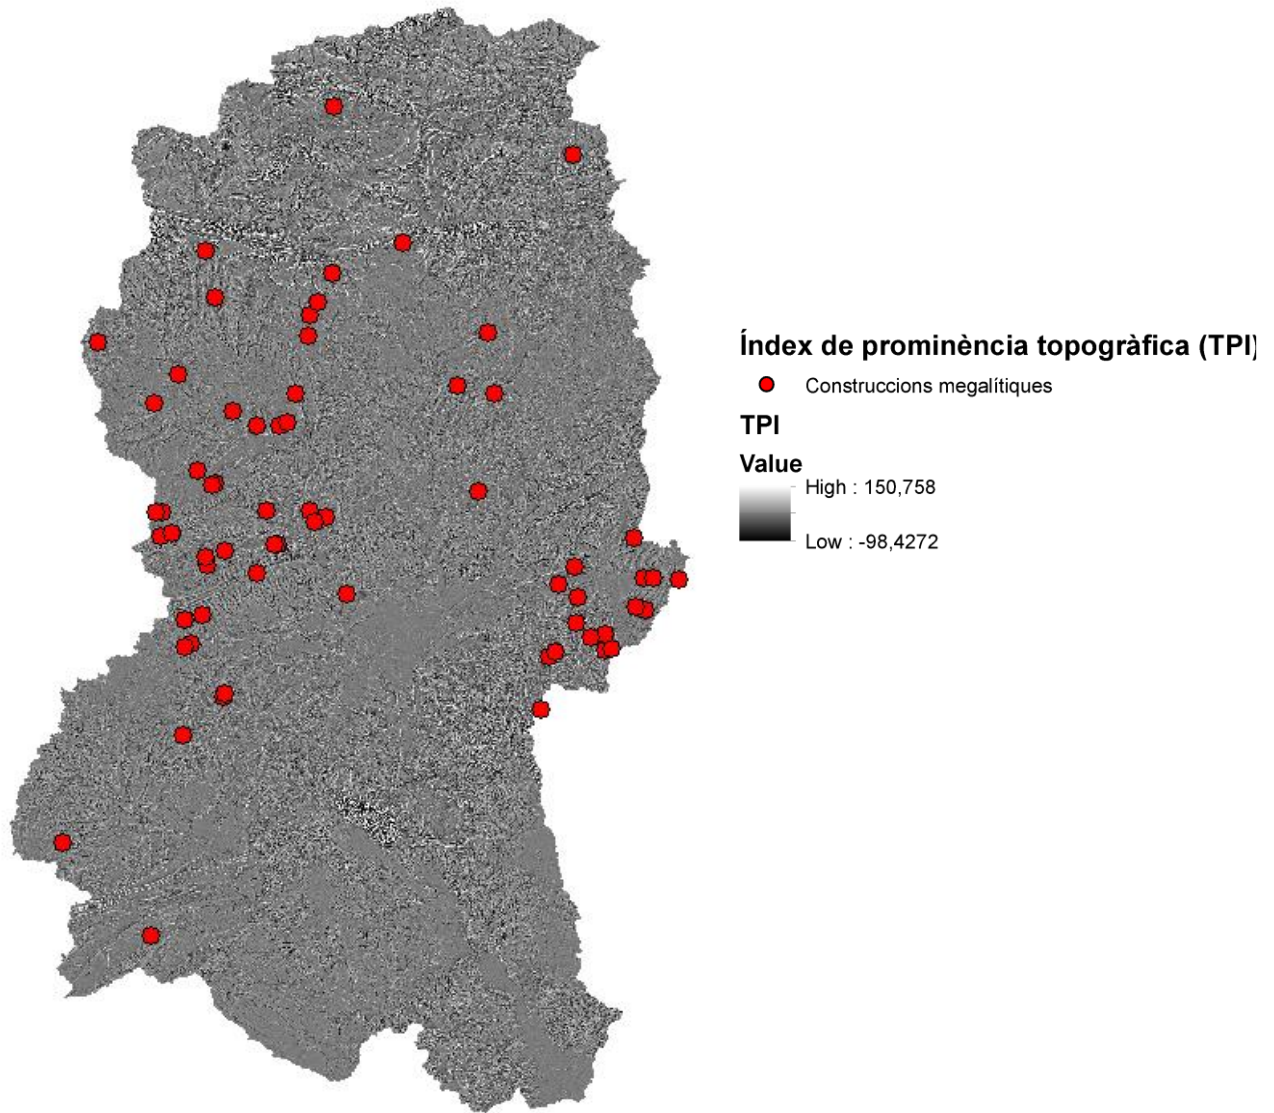 Índex de prominència topogràfica (TPI)
Construccions megalítiques
TPI
Value
High : 150,758
Low : -98,4272